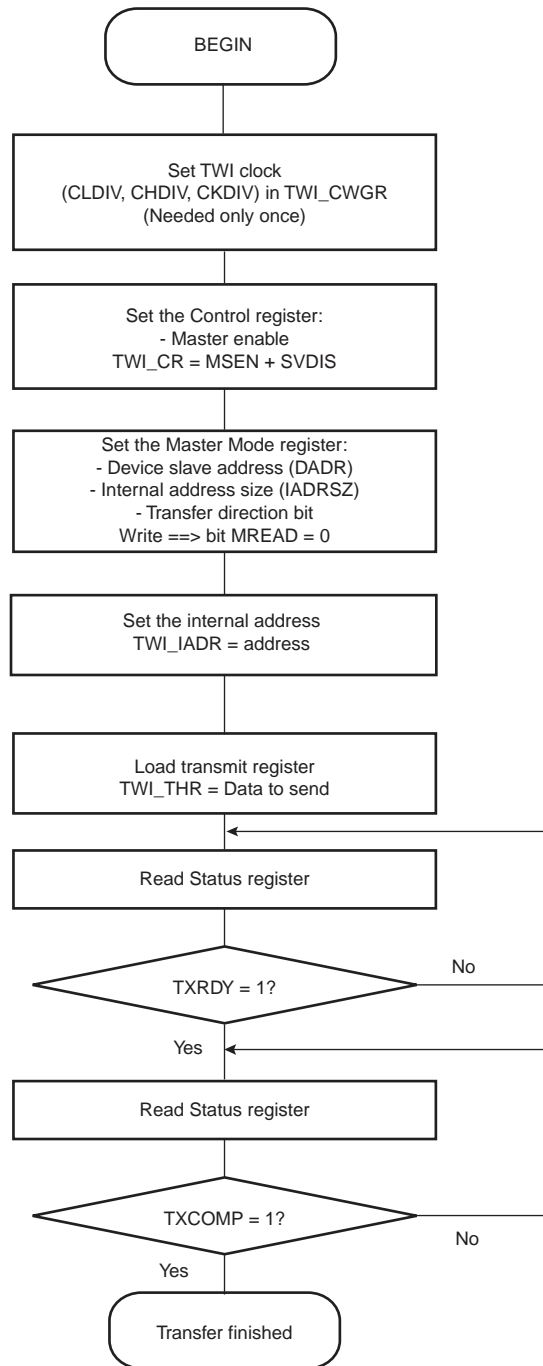 BEGIN
Set TWI clock
(CLDIV, CHDIV, CKDIV) in TWI_CWGR
(Needed only once)
Set the Control register:
- Master enable
TWI_CR = MSEN + SVDIS
Set the Master Mode register:
- Device slave address (DADR)
- Internal address size (IADRSZ)
- Transfer direction bit
Write ==> bit MREAD = 0
Set the internal address
TWI_IADR = address
Load transmit register
TWI_THR = Data to send
Read Status register
TXRDY = 1?
No
Yes
Read Status register
TXCOMP = 1?
No
Yes
Transfer finished